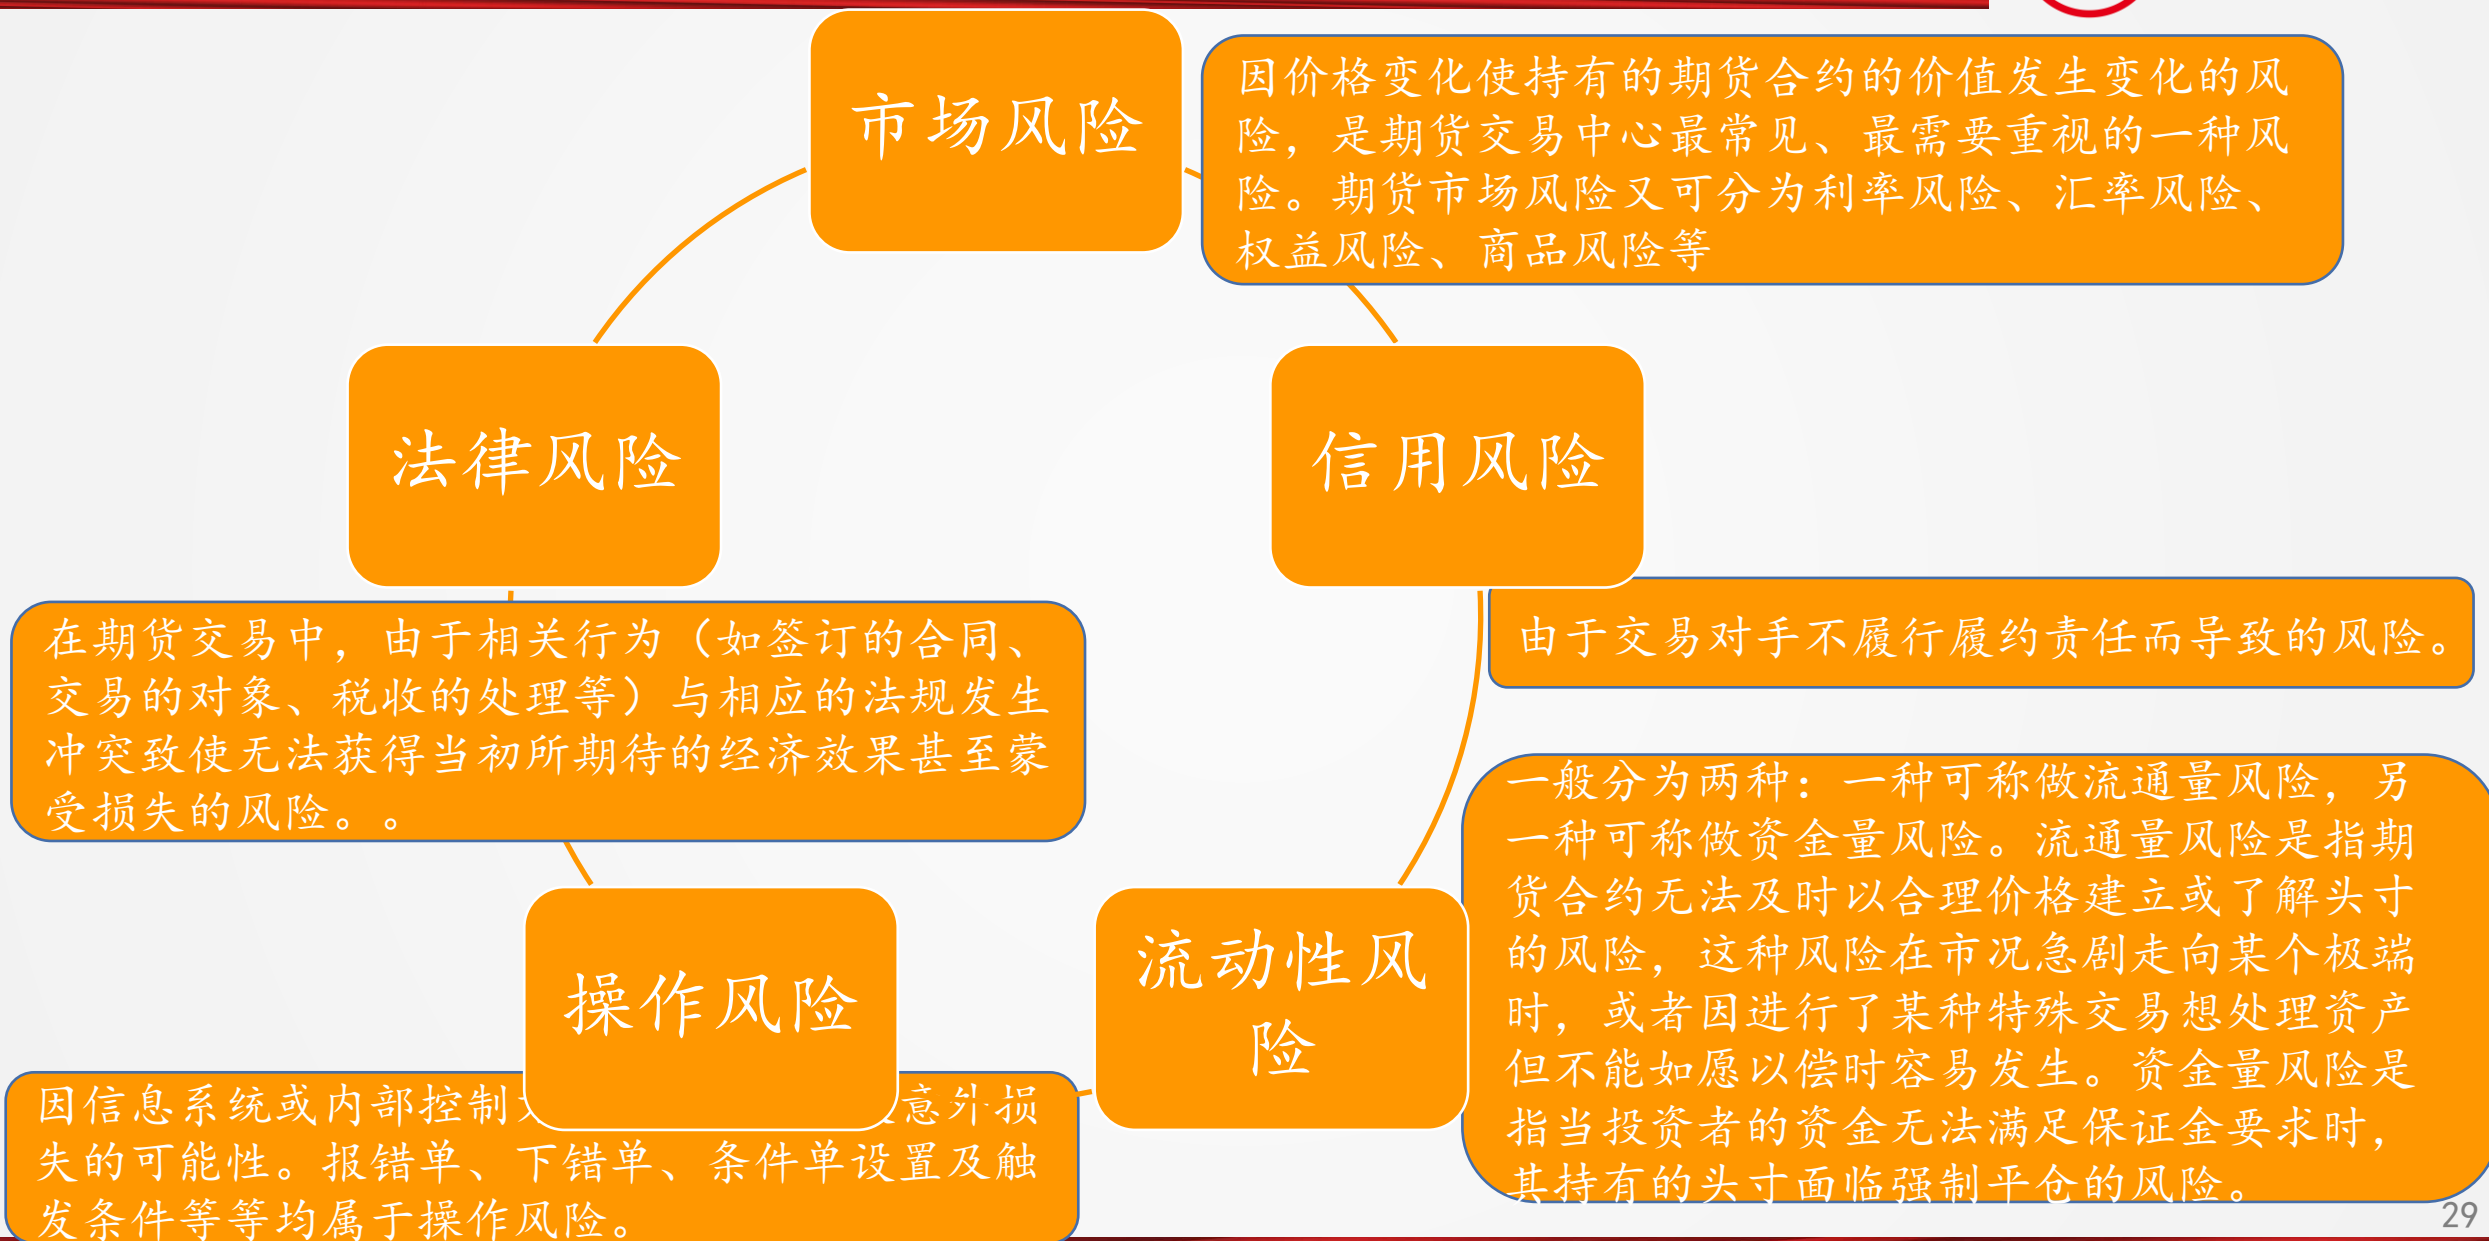 市场风险
因价格变化使持有的期货合约的价值发生变化的风
险，是期货交易中心最常见、最需要重视的一种风
险。期货市场风险又可分为利率风险、汇率风险、
权益风险、商品风险等
法律风险
信用风险
在期货交易中，由于相关行为（如签订的合同、
交易的对象、税收的处理等）与相应的法规发生
冲突致使无法获得当初所期待的经济效果甚至蒙
受损失的风险。。
由于交易对手不履行履约责任而导致的风险。
一般分为两种：一种可称做流通量风险，另
一种可称做资金量风险。流通量风险是指期
货合约无法及时以合理价格建立或了解头寸
的风险，这种风险在市况急剧走向某个极端
时，或者因进行了某种特殊交易想处理资产
但不能如愿以偿时容易发生。资金量风险是
指当投资者的资金无法满足保证金要求时，
其持有的头寸面临强制平仓的风险。
操作风险
流动性风
险
因信息系统或内部控制 意外损
失的可能性。报错单、下错单、条件单设置及触
发条件等等均属于操作风险。
29